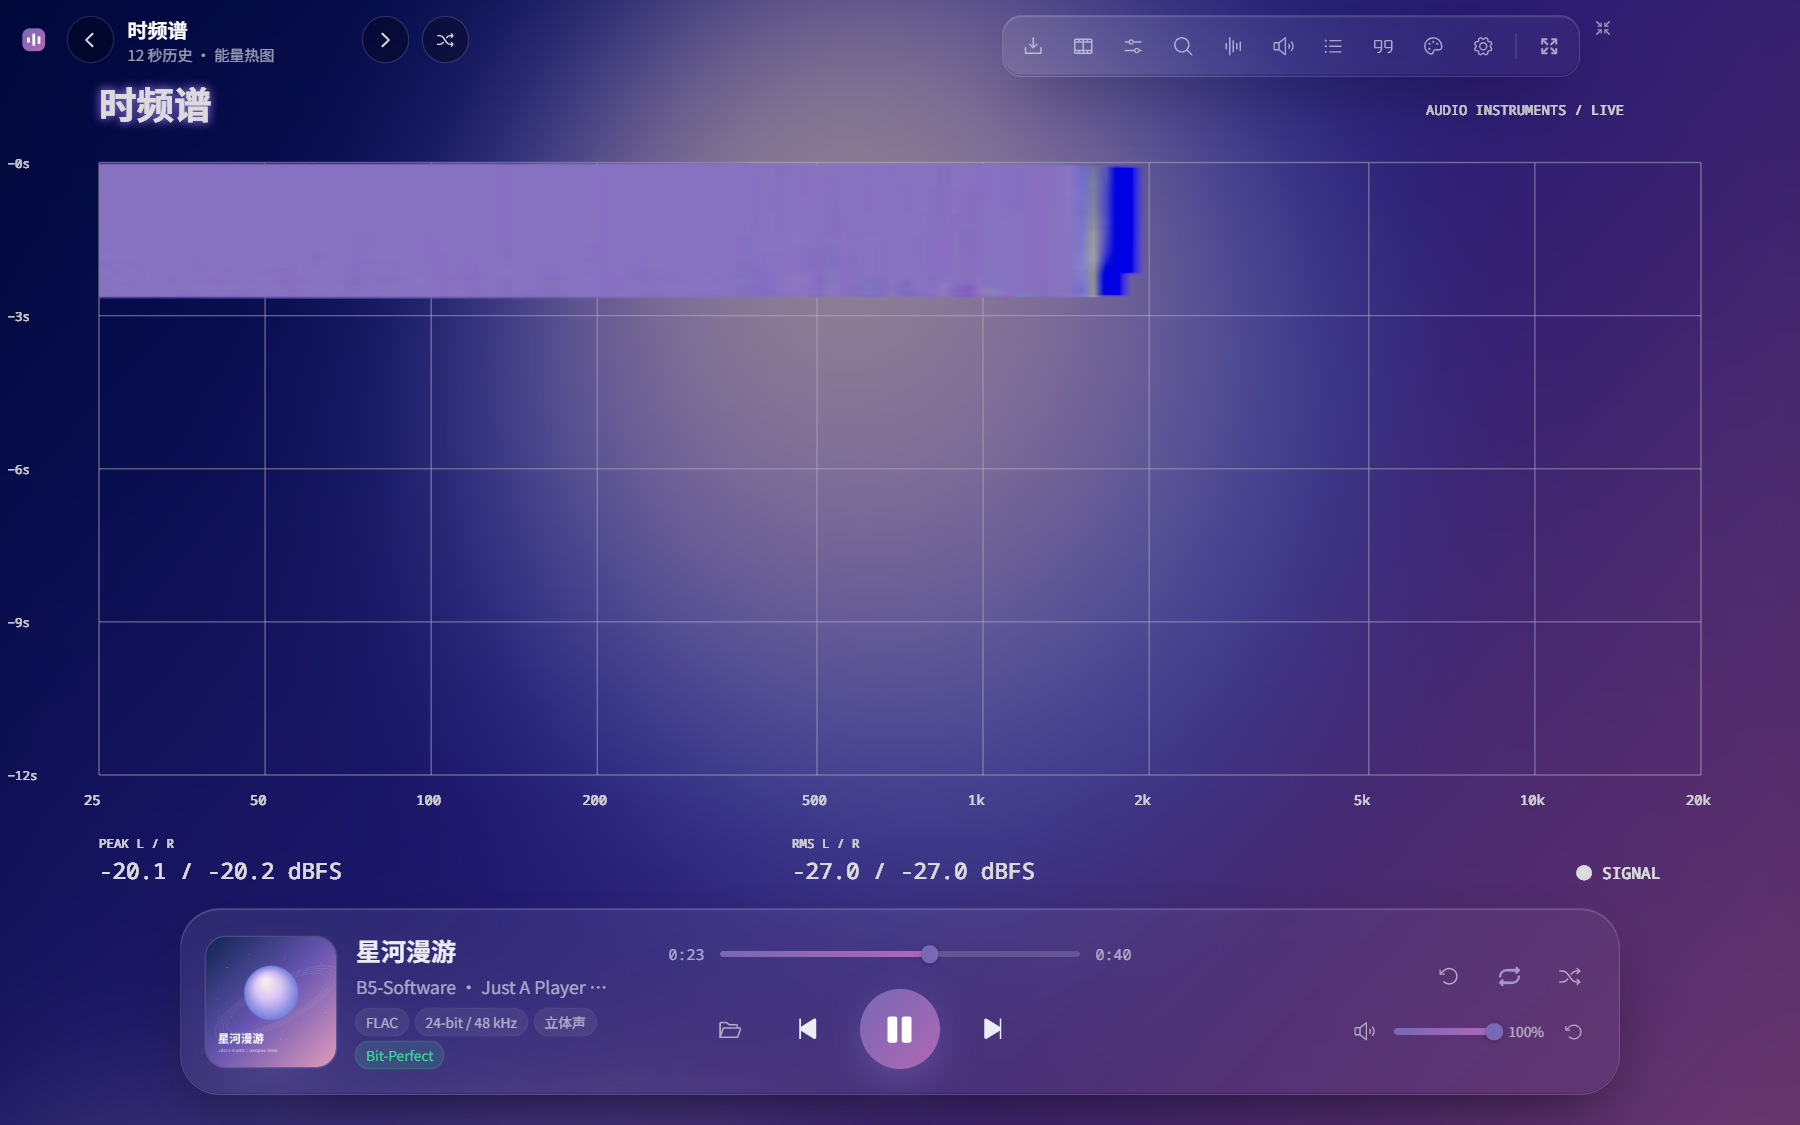 时频谱
12 秒历史 • 能量热图
时频谱
AUDIO INSTRUMENTS / LIVE
-0s
-3s
-6s
-9s
-12s
25 50 100 200 500 1k 2k 5k 10k 20k
PEAK L / R
-20.1 / -20.2 dBFS
RMS L / R
-27.0 / -27.0 dBFS
SIGNAL
星河漫游
星河漫游
B5-Software • Just A Player ···
FLAC
24-bit / 48 kHz
立体声
Bit-Perfect
0:23
0:40
100%